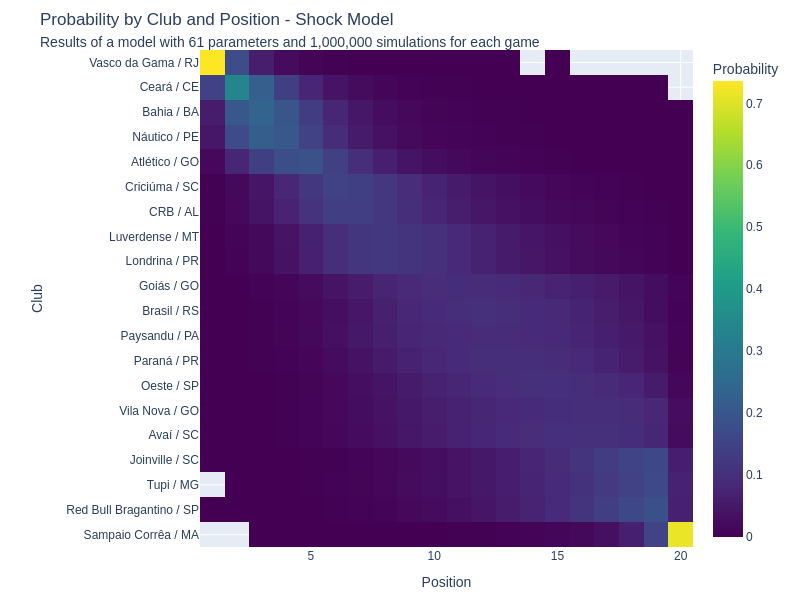 Probability by Club and Position - Shock Model
Results of a model with 61 parameters and 1,000,000 simulations for each game
Probability
Vasco da Gama / RJ
Ceará / CE
Bahia / BA
Náutico / PE
Atlético / GO
Criciúma / SC
CRB / AL
Luverdense / MT
Londrina / PR
Goiás / GO
Brasil / RS
Paysandu / PA
Paraná / PR
Oeste / SP
Vila Nova / GO
Avaí / SC
Joinville / SC
Tupi / MG
Red Bull Bragantino / SP
Sampaio Corrêa / MA
Club
5
10
15
20
Position
0.7
0.6
0.5
0.4
0.3
0.2
0.1
0